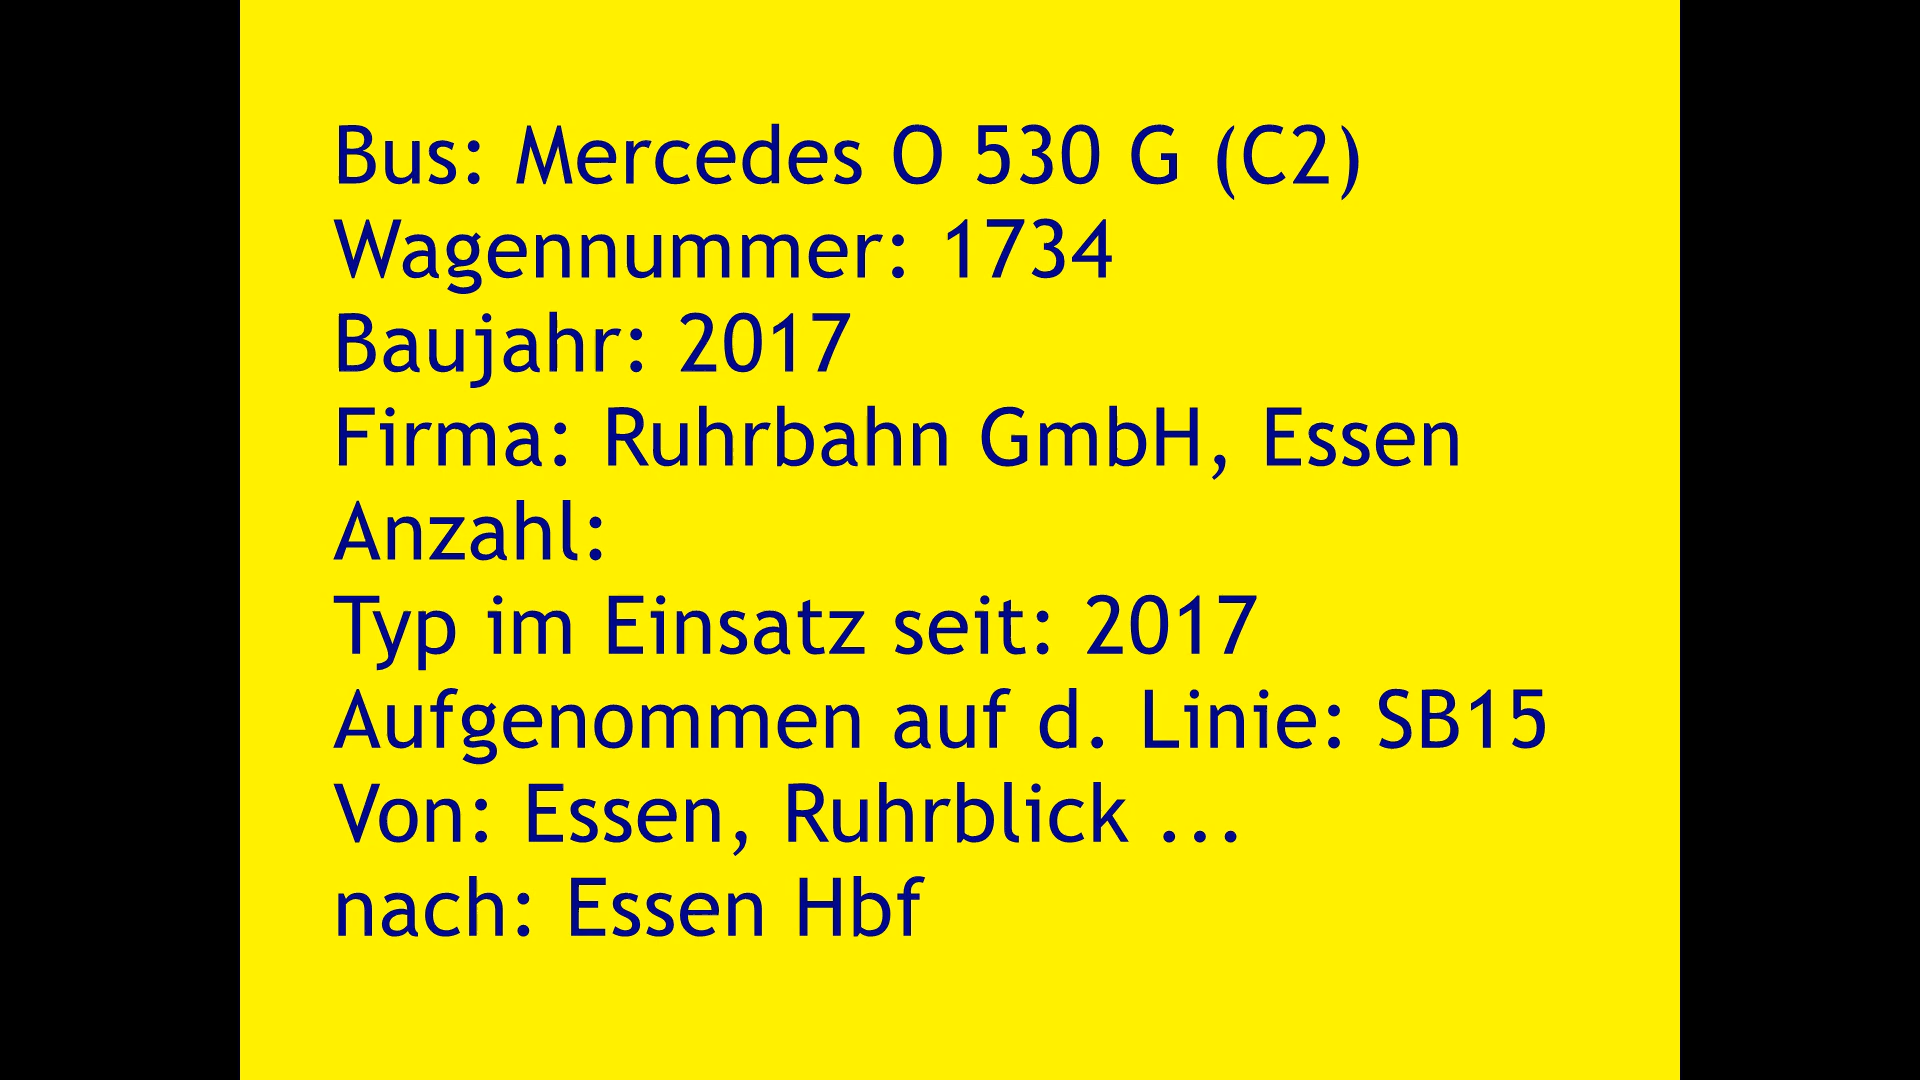 Bus: Mercedes O 530 G (C2)
Wagennummer: 1734
Baujahr: 2017
Firma: Ruhrbahn GmbH, Essen
Anzahl:
Typ im Einsatz seit: 2017
Aufgenommen auf d. Linie: SB15
Von: Essen, Ruhrblick ...
nach: Essen Hbf